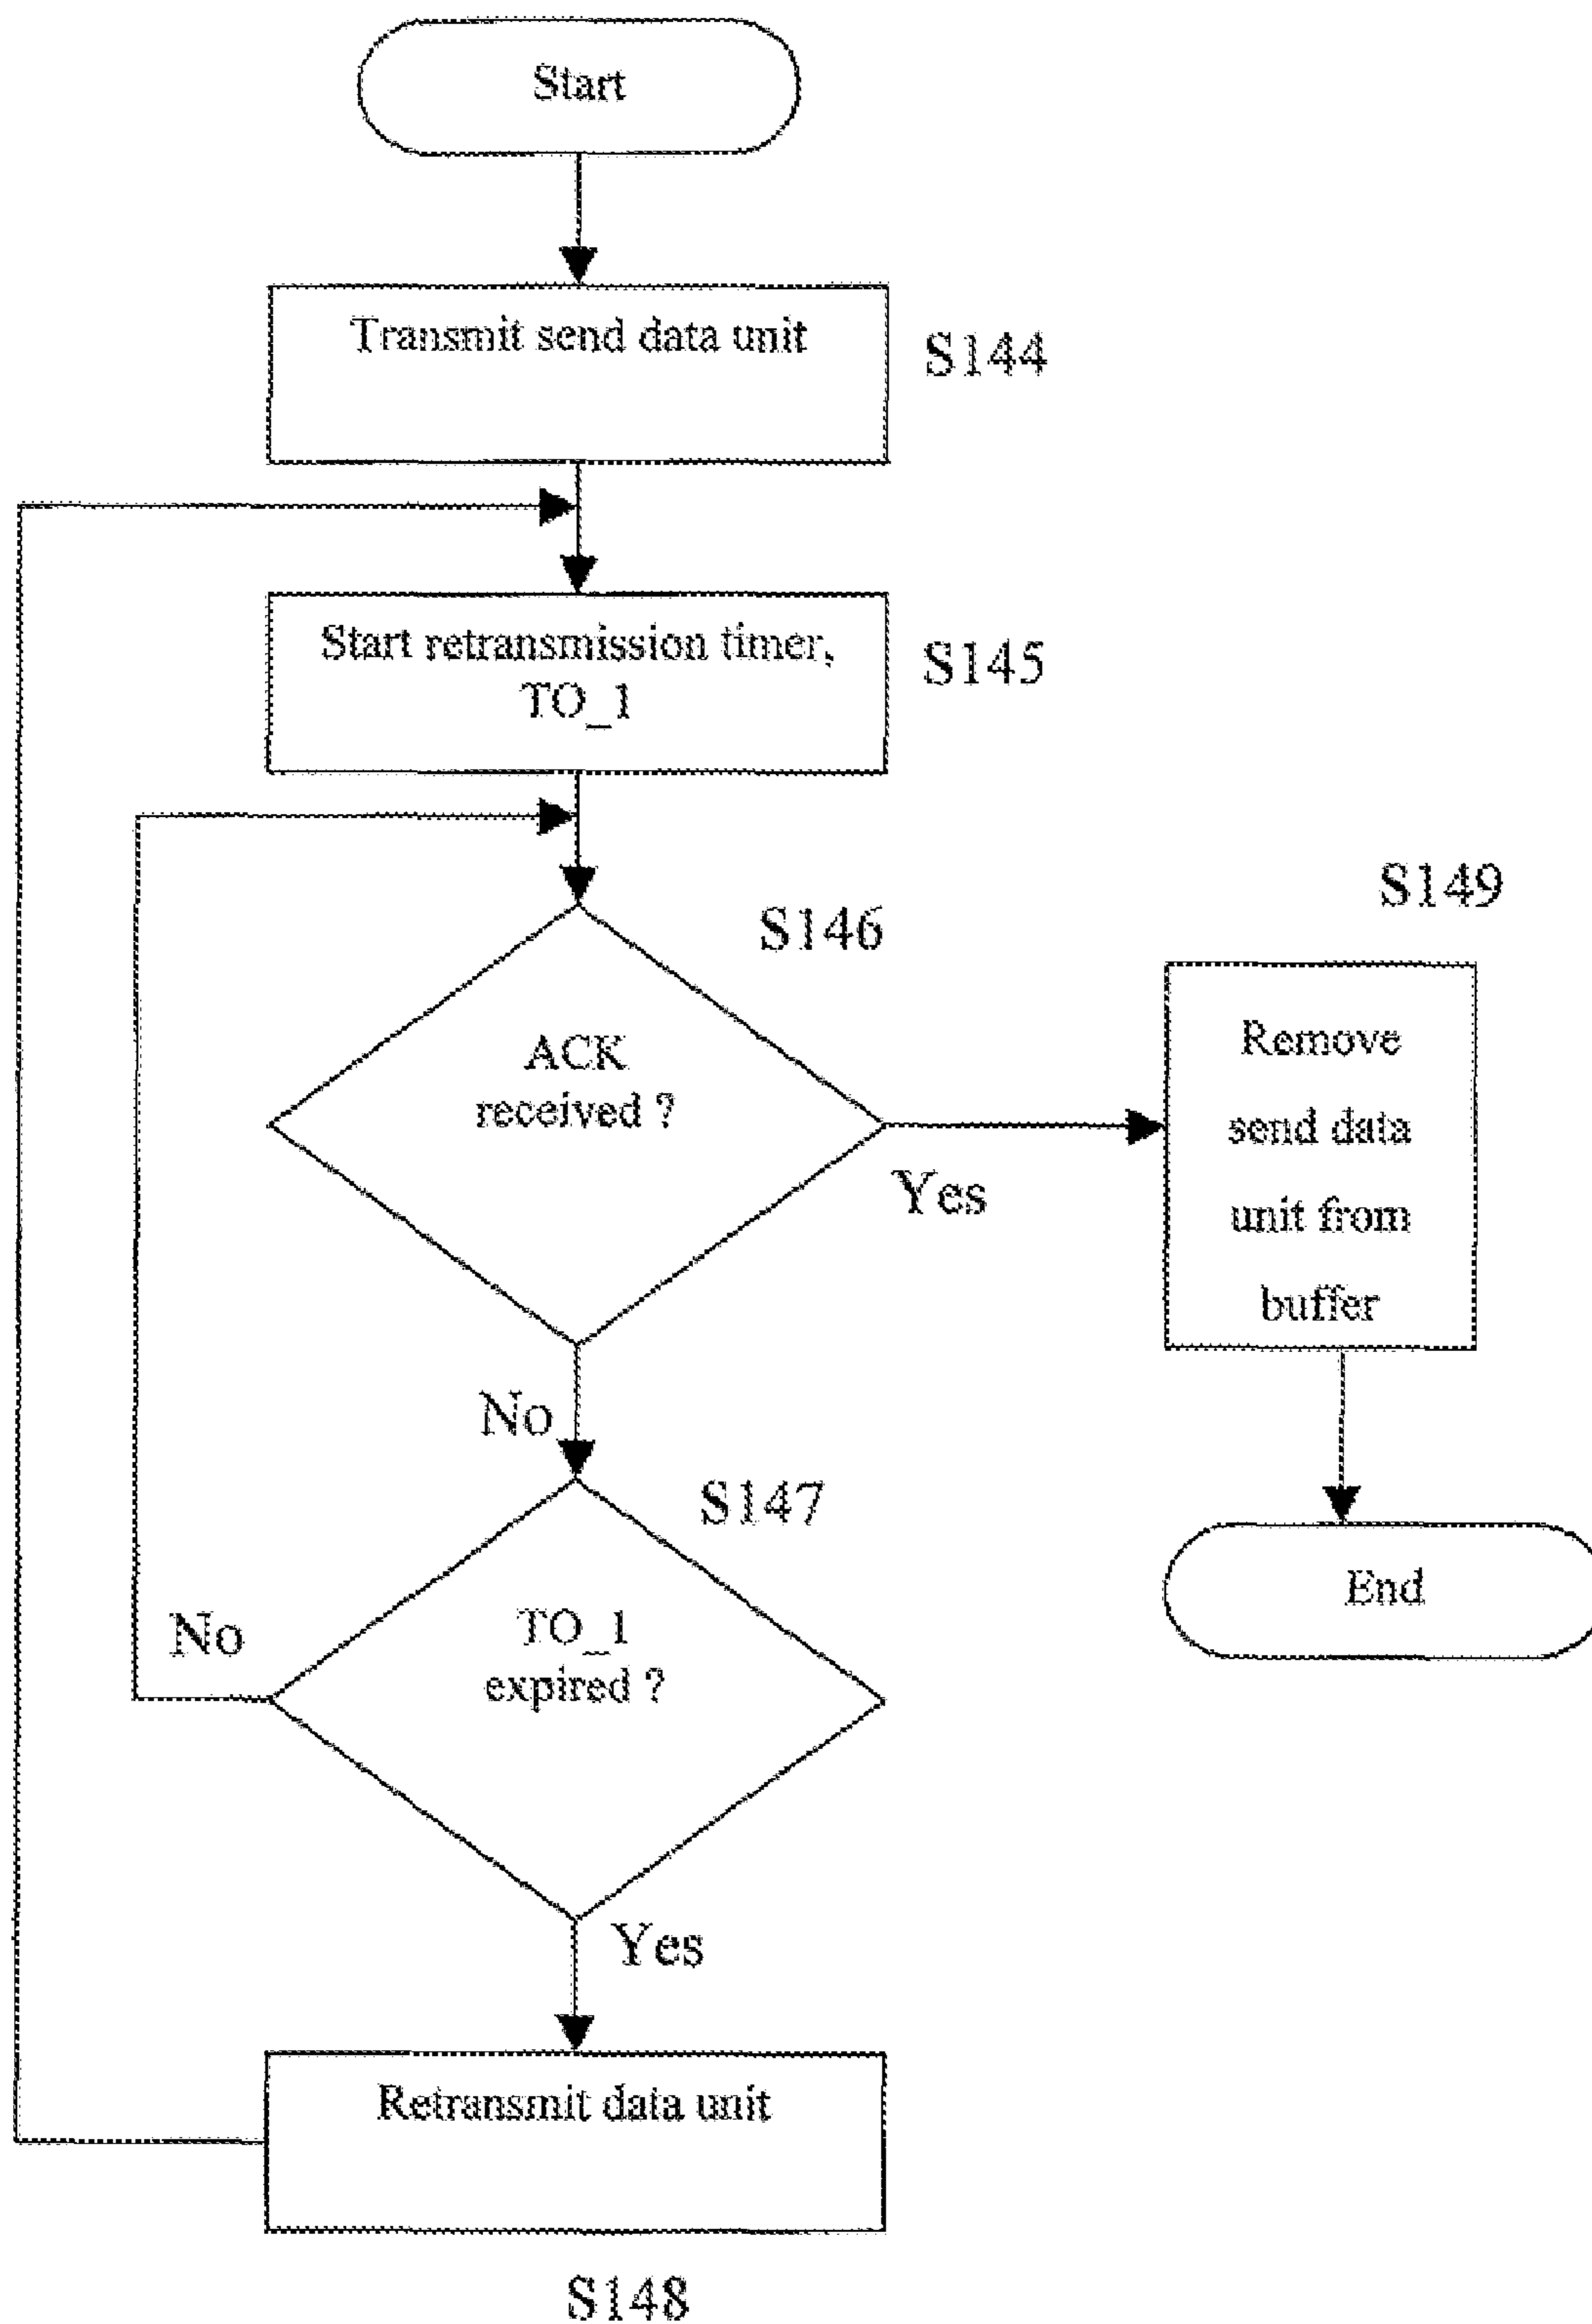 Start
Transmit send data unit
S144
Start retransmission timer,
TO_1
S145
S146
ACK
received ?
Yes
S149
Remove
send data
unit from
buffer
No
S147
TO_1
expired ?
No
End
Yes
Retransmit data unit
S148